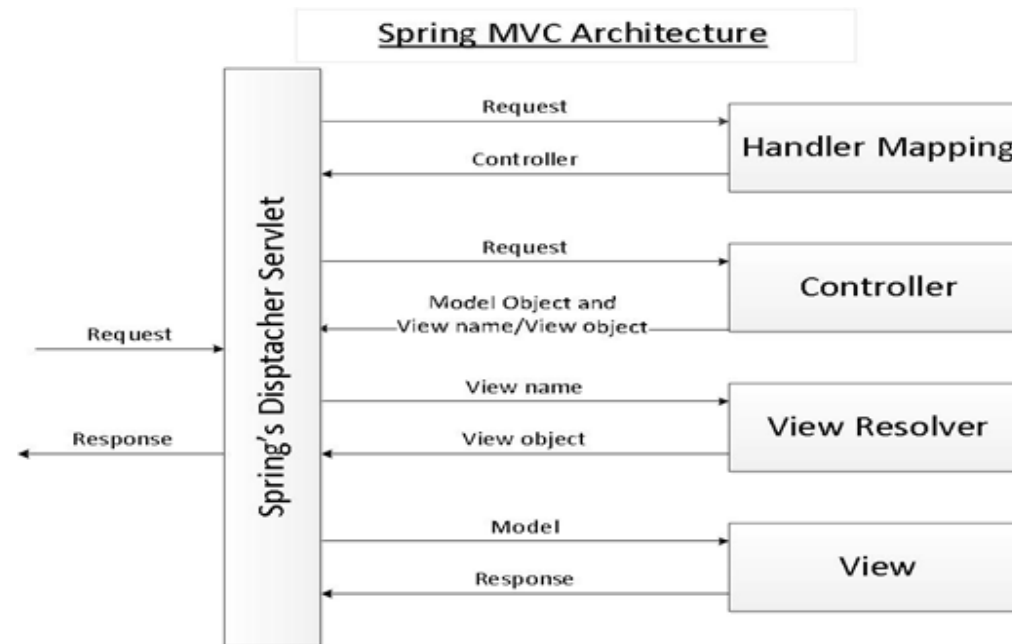 Spring MVC Architecture
Request
Handler Mapping
Controller
Request
Controller
Model Object and
View name/View object
Request
Response
Spring's Disptacher Servlet
View name
View Resolver
View object
Model
View
Response